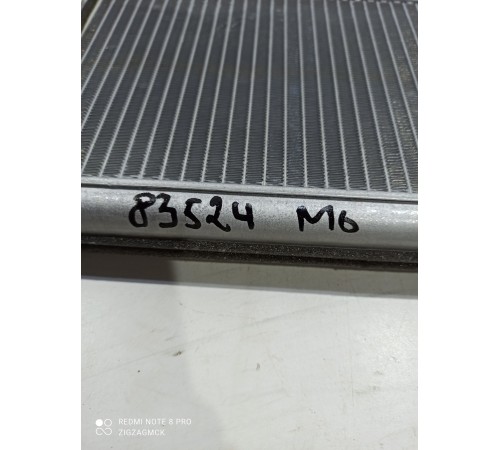 83524 M6
REDMI NOTE 8 PRO
ZIGZAGMCK